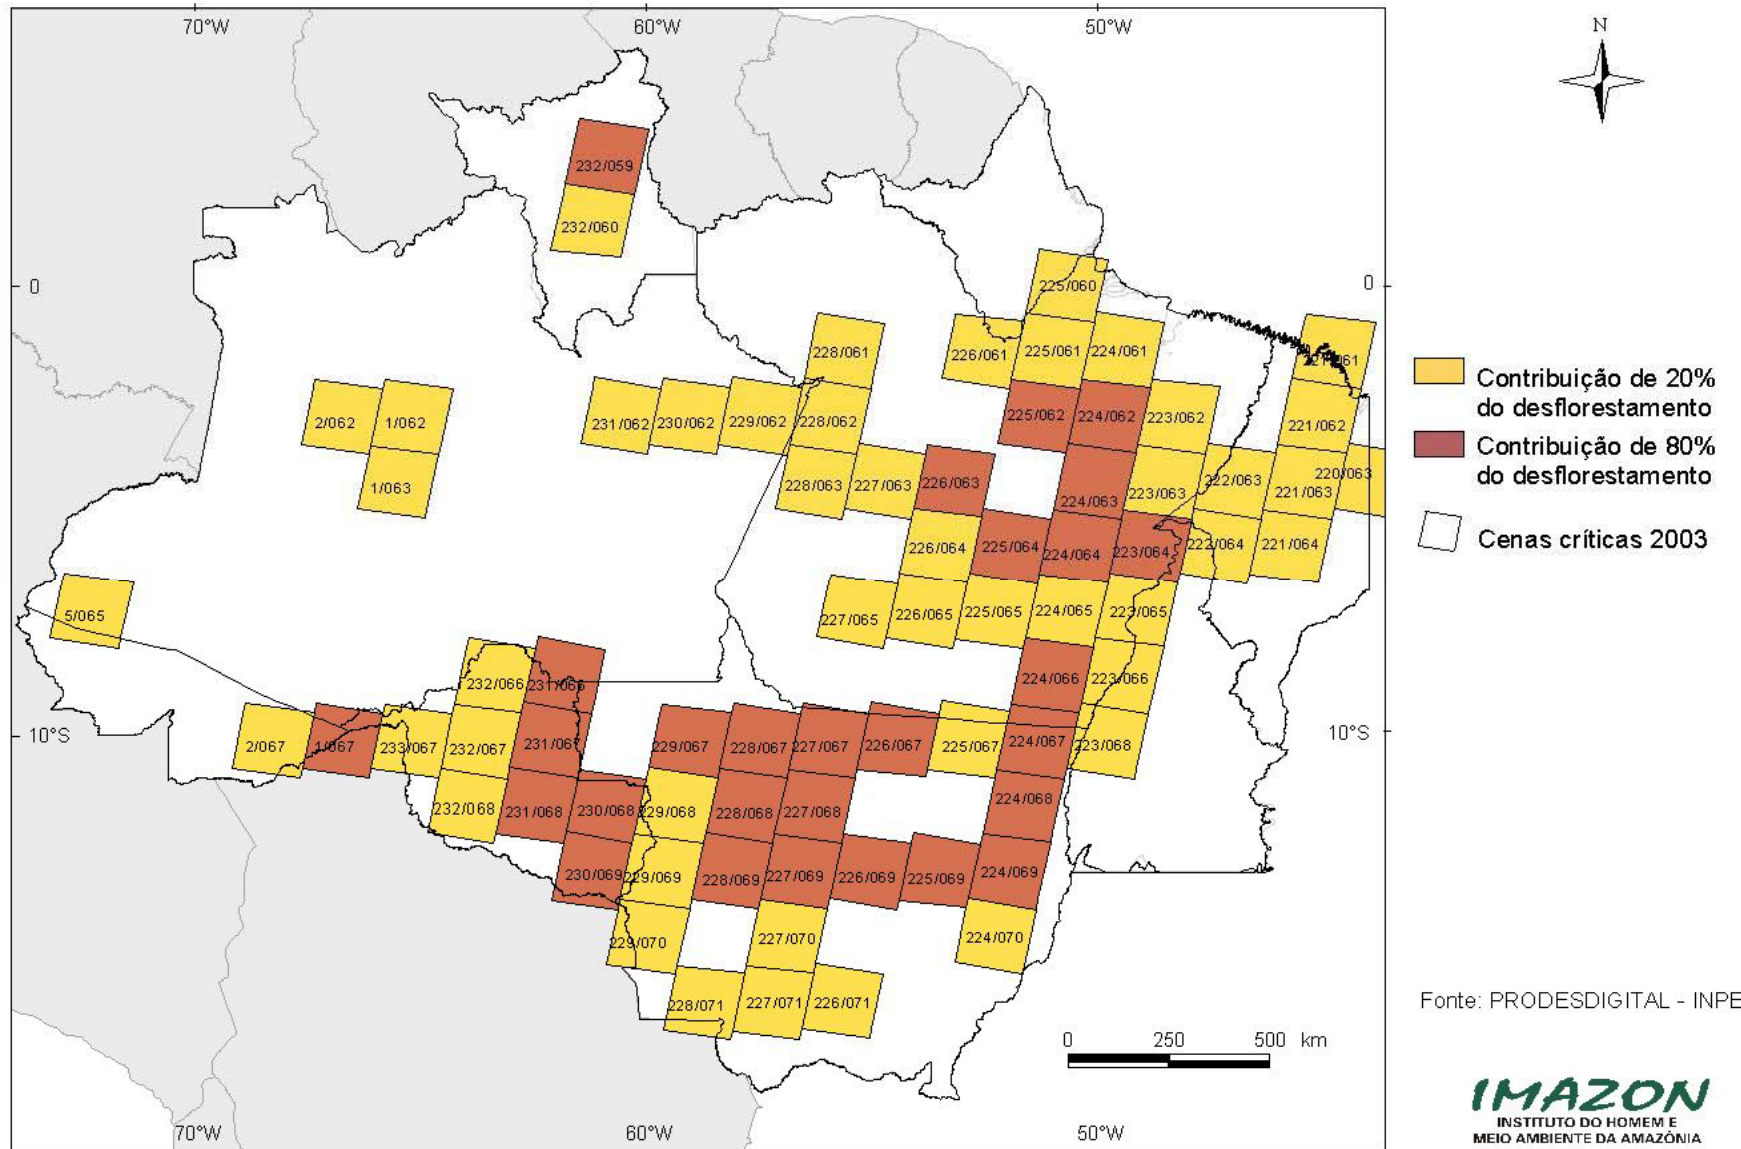 70°W 60°W 50°W
N
232/059
232/060
0 0
225/060
228/061 226/061 225/061 224/061
2/062 1/062 231/062 230/062 229/062 228/062 225/062 224/062 223/062 221/062
Contribuição de 20%
do desflorestamento
Contribuição de 80%
do desflorestamento
Cenas críticas 2003
1/063 228/063 227/063 226/063 224/063 223/063 222/063 221/063 220/063
226/064 225/064 224/064 223/064 222/064 221/064
5/065 227/065 226/065 225/065 224/065 223/065
232/066 231/066 224/066 223/066
10°S 10°S
2/067 1/067 233/067 232/067 231/067 229/067 228/067 227/067 226/067 225/067 224/067 223/068
232/068 231/068 230/068 229/068 228/068 227/068 224/068
230/069 229/069 228/069 227/069 226/069 225/069 224/069
229/070 227/070 224/070
228/071 227/071 226/071
Fonte: PRODESDIGITAL - INPE
0 250 500 km
IMAZON
INSTITUTO DO HOMEM E
MEIO AMBIENTE DA AMAZÔNIA
70°W 60°W 50°W